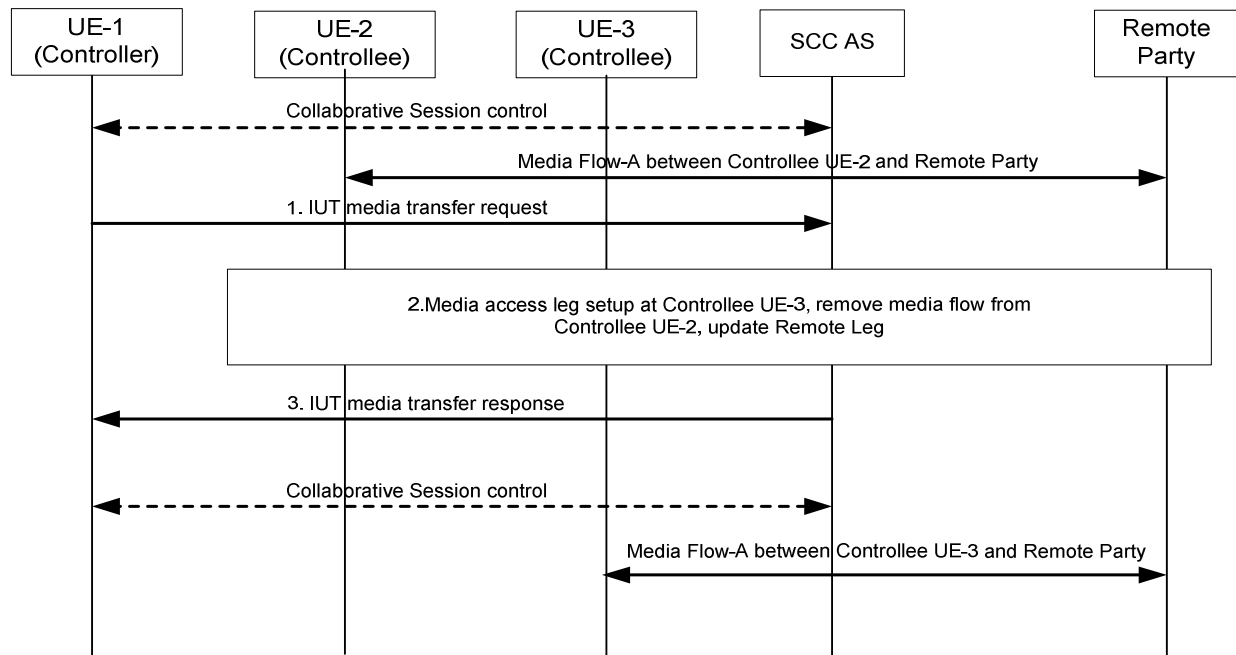 UE-1
(Controller)
UE-2
(Controllee)
UE-3
(Controllee)
SCC AS
Remote
Party
Collaborative Session control
Media Flow-A between Controllee UE-2 and Remote Party
1. IUT media transfer request
2.Media access leg setup at Controllee UE-3, remove media flow from
Controllee UE-2, update Remote Leg
3. IUT media transfer response
Collaborative Session control
Media Flow-A between Controllee UE-3 and Remote Party